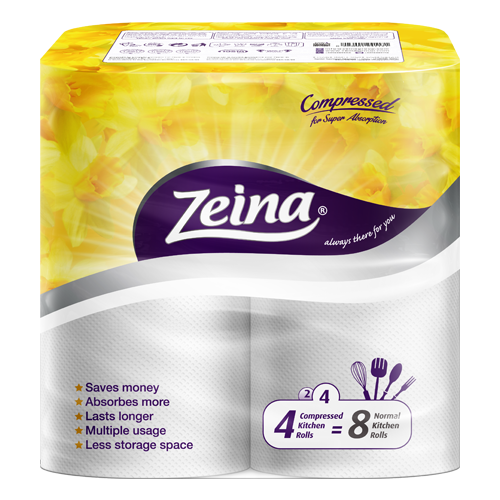 Compressed
for Super Absorption
Zeina®
always there for you
Saves money
Absorbes more
Lasts longer
Multiple usage
Less storage space
2 4
4 Compressed Kitchen Rolls = 8 Normal Kitchen Rolls